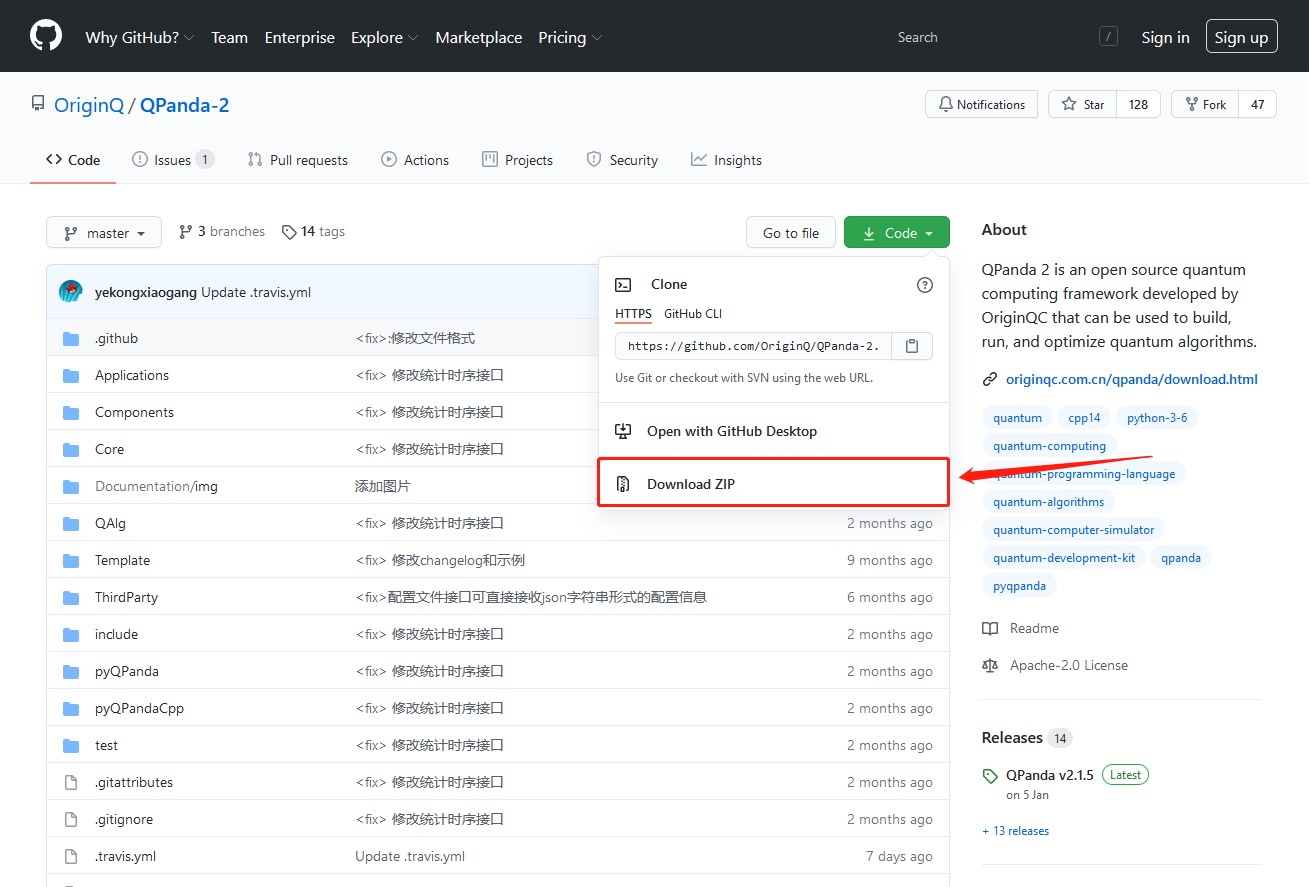 Why GitHub? Team Enterprise Explore Marketplace Pricing Search / Sign in Sign up
OriginQ / QPanda-2 Notifications Star 128 Fork 47
Code Issues 1 Pull requests Actions Projects Security Insights
master 3 branches 14 tags Go to file Code
yekongxiaogang Update .travis.yml
.github <fix>:修改文件格式
Applications <fix> 修改统计时序接口
Components <fix> 修改统计时序接口
Core <fix> 修改统计时序接口
Documentation/img 添加图片
QAlg <fix> 修改统计时序接口 2 months ago
Template <fix> 修改changelog和示例 9 months ago
ThirdParty <fix>配置文件接口可直接接收json字符串形式的配置信息 6 months ago
include <fix> 修改统计时序接口 2 months ago
pyQPanda <fix> 修改统计时序接口 2 months ago
pyQPandaCpp <fix> 修改统计时序接口 2 months ago
test <fix> 修改统计时序接口 2 months ago
.gitattributes <fix> 修改统计时序接口 2 months ago
.gitignore <fix> 修改统计时序接口 2 months ago
.travis.yml Update .travis.yml 7 days ago
Clone
HTTPS GitHub CLI
https://github.com/OriginQ/QPanda-2.
Use Git or checkout with SVN using the web URL.
Open with GitHub Desktop
Download ZIP
About
QPanda 2 is an open source quantum
computing framework developed by
OriginQC that can be used to build,
run, and optimize quantum algorithms.
originqc.com.cn/qpanda/download.html
quantum cpp14 python-3-6
quantum-computing
quantum-programming-language
quantum-algorithms
quantum-computer-simulator
quantum-development-kit qpanda
pyqpanda
Readme
Apache-2.0 License
Releases 14
QPanda v2.1.5 Latest
on 5 Jan
+ 13 releases